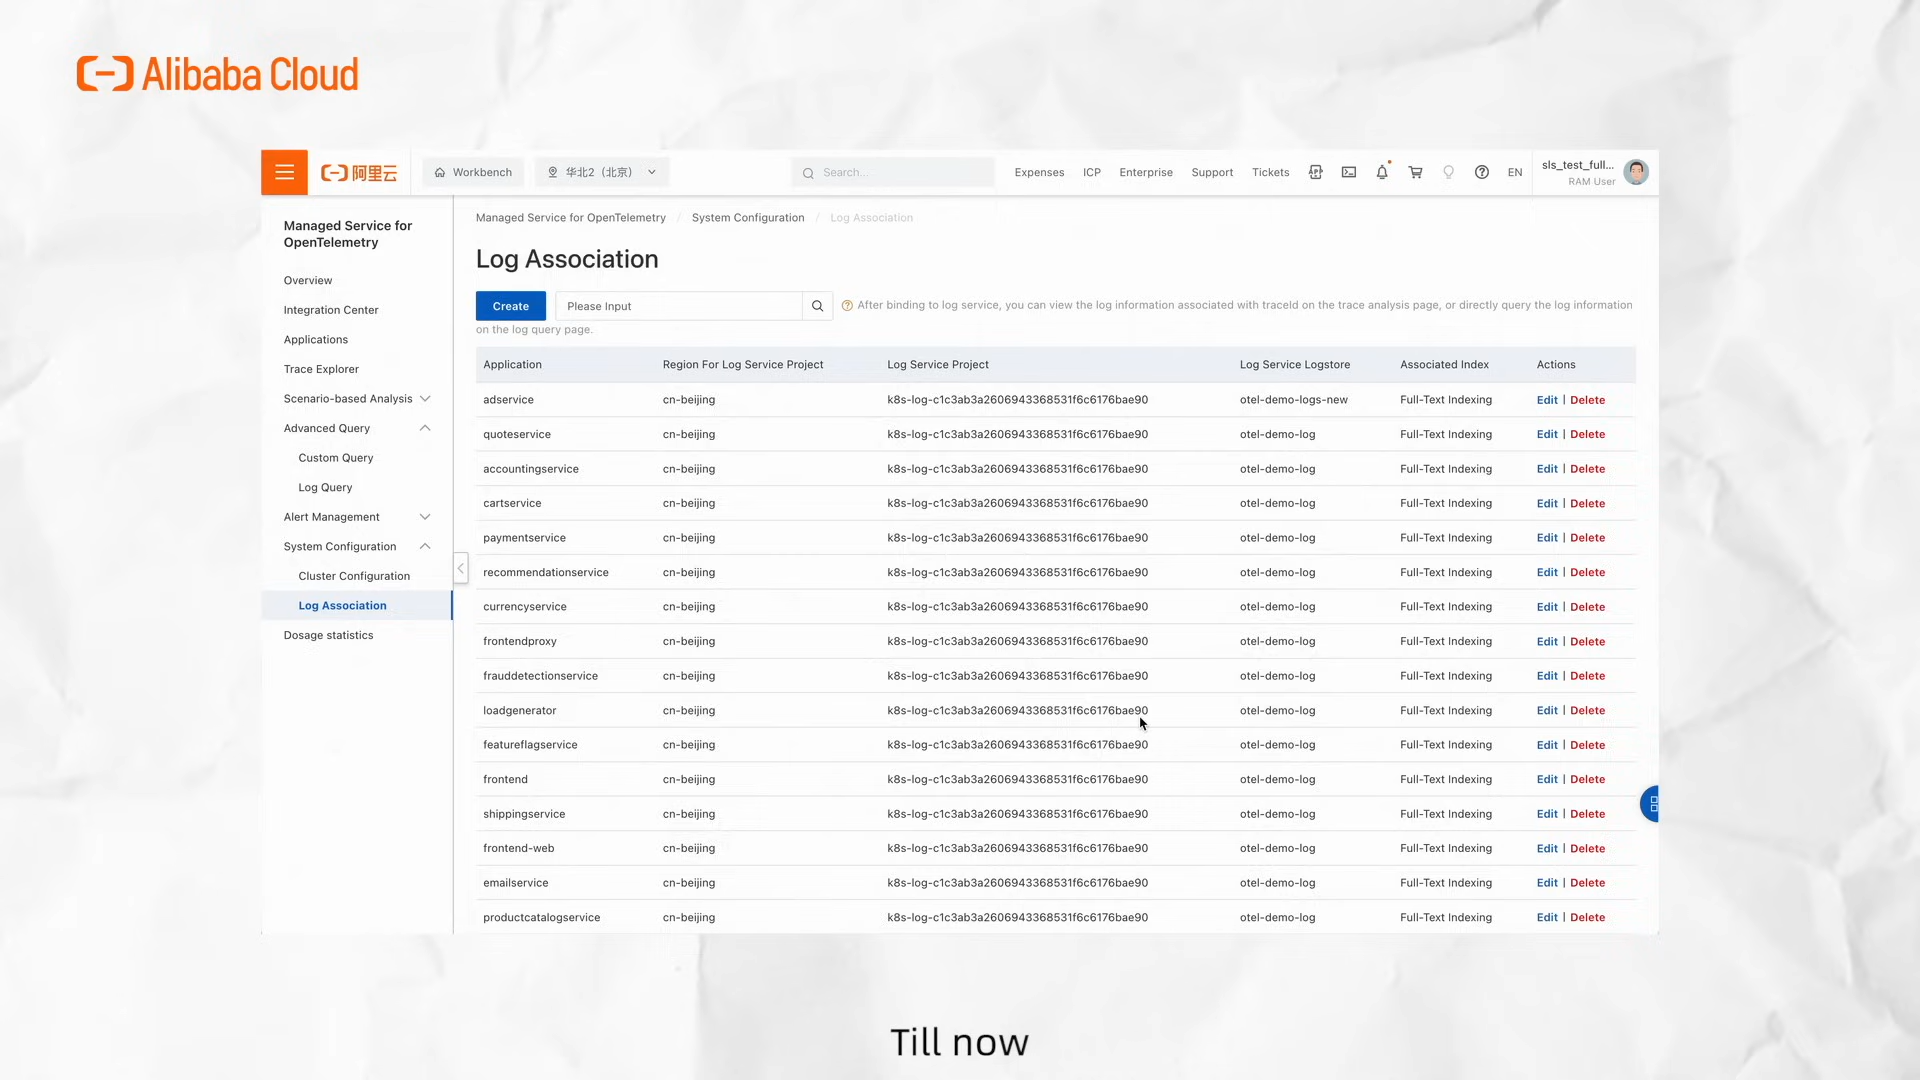 Alibaba Cloud
阿里云
Workbench
华北2（北京）
Search...
Expenses
ICP
Enterprise
Support
Tickets
EN
sls_test_full...
RAM User
Managed Service for
OpenTelemetry
Overview
Integration Center
Applications
Trace Explorer
Scenario-based Analysis
Advanced Query
Custom Query
Log Query
Alert Management
System Configuration
Cluster Configuration
Log Association
Dosage statistics
Managed Service for OpenTelemetry / System Configuration / Log Association
Log Association
Create
Please Input
After binding to log service, you can view the log information associated with traceId on the trace analysis page, or directly query the log information
on the log query page.
Application Region For Log Service Project Log Service Project Log Service Logstore Associated Index Actions
adservice cn-beijing k8s-log-c1c3ab3a2606943368531f6c6176bae90 otel-demo-logs-new Full-Text Indexing Edit | Delete
quoteservice cn-beijing k8s-log-c1c3ab3a2606943368531f6c6176bae90 otel-demo-log Full-Text Indexing Edit | Delete
accountingservice cn-beijing k8s-log-c1c3ab3a2606943368531f6c6176bae90 otel-demo-log Full-Text Indexing Edit | Delete
cartservice cn-beijing k8s-log-c1c3ab3a2606943368531f6c6176bae90 otel-demo-log Full-Text Indexing Edit | Delete
paymentservice cn-beijing k8s-log-c1c3ab3a2606943368531f6c6176bae90 otel-demo-log Full-Text Indexing Edit | Delete
recommendationservice cn-beijing k8s-log-c1c3ab3a2606943368531f6c6176bae90 otel-demo-log Full-Text Indexing Edit | Delete
currencyservice cn-beijing k8s-log-c1c3ab3a2606943368531f6c6176bae90 otel-demo-log Full-Text Indexing Edit | Delete
frontendproxy cn-beijing k8s-log-c1c3ab3a2606943368531f6c6176bae90 otel-demo-log Full-Text Indexing Edit | Delete
frauddetectionservice cn-beijing k8s-log-c1c3ab3a2606943368531f6c6176bae90 otel-demo-log Full-Text Indexing Edit | Delete
loadgenerator cn-beijing k8s-log-c1c3ab3a2606943368531f6c6176bae90 otel-demo-log Full-Text Indexing Edit | Delete
featureflagservice cn-beijing k8s-log-c1c3ab3a2606943368531f6c6176bae90 otel-demo-log Full-Text Indexing Edit | Delete
frontend cn-beijing k8s-log-c1c3ab3a2606943368531f6c6176bae90 otel-demo-log Full-Text Indexing Edit | Delete
shippingservice cn-beijing k8s-log-c1c3ab3a2606943368531f6c6176bae90 otel-demo-log Full-Text Indexing Edit | Delete
frontend-web cn-beijing k8s-log-c1c3ab3a2606943368531f6c6176bae90 otel-demo-log Full-Text Indexing Edit | Delete
emailservice cn-beijing k8s-log-c1c3ab3a2606943368531f6c6176bae90 otel-demo-log Full-Text Indexing Edit | Delete
productcatalogservice cn-beijing k8s-log-c1c3ab3a2606943368531f6c6176bae90 otel-demo-log Full-Text Indexing Edit | Delete
Till now